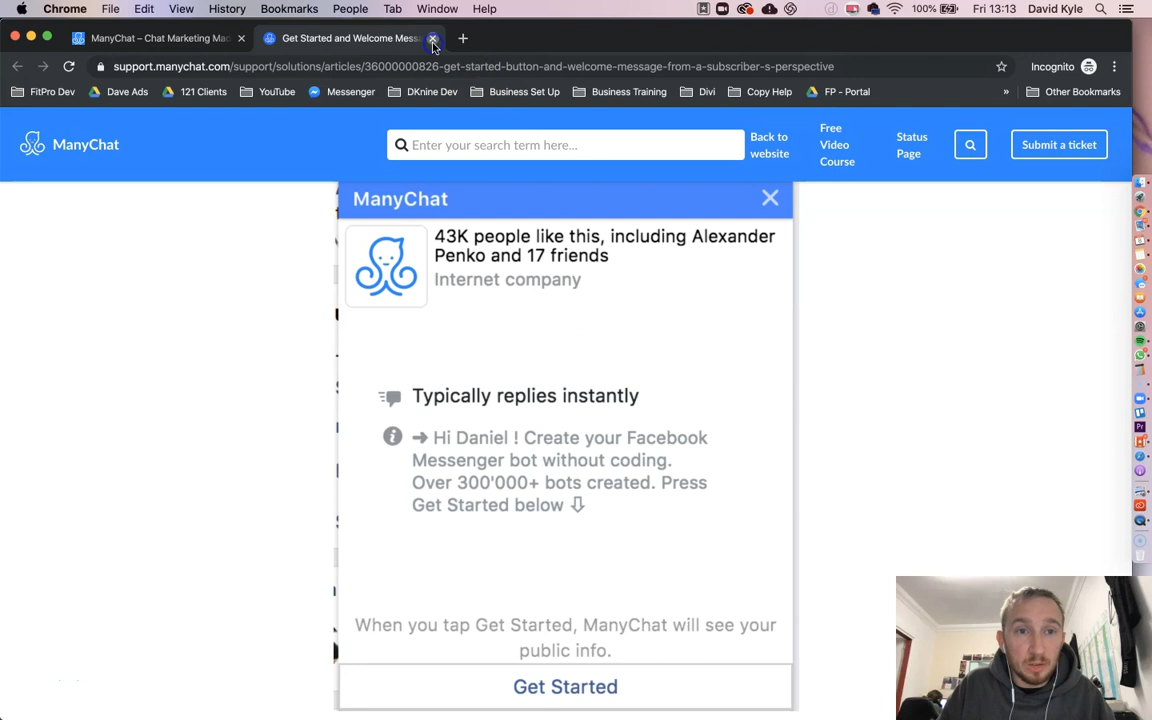 Chrome File Edit View History Bookmarks People Tab Window Help 100% Fri 13:13 David Kyle
ManyChat – Chat Marketing Mad
Get Started and Welcome Mess
support.manychat.com/support/solutions/articles/36000000826-get-started-button-and-welcome-message-from-a-subscriber-s-perspective
Incognito
FitPro Dev Dave Ads 121 Clients YouTube Messenger DKnine Dev Business Set Up Business Training Divi Copy Help FP - Portal » Other Bookmarks
ManyChat
Enter your search term here...
Back to website
Free Video Course
Status Page
Submit a ticket
ManyChat
43K people like this, including Alexander
Penko and 17 friends
Internet company
Typically replies instantly
➜ Hi Daniel ! Create your Facebook
Messenger bot without coding.
Over 300'000+ bots created. Press
Get Started below ⇩
When you tap Get Started, ManyChat will see your
public info.
Get Started